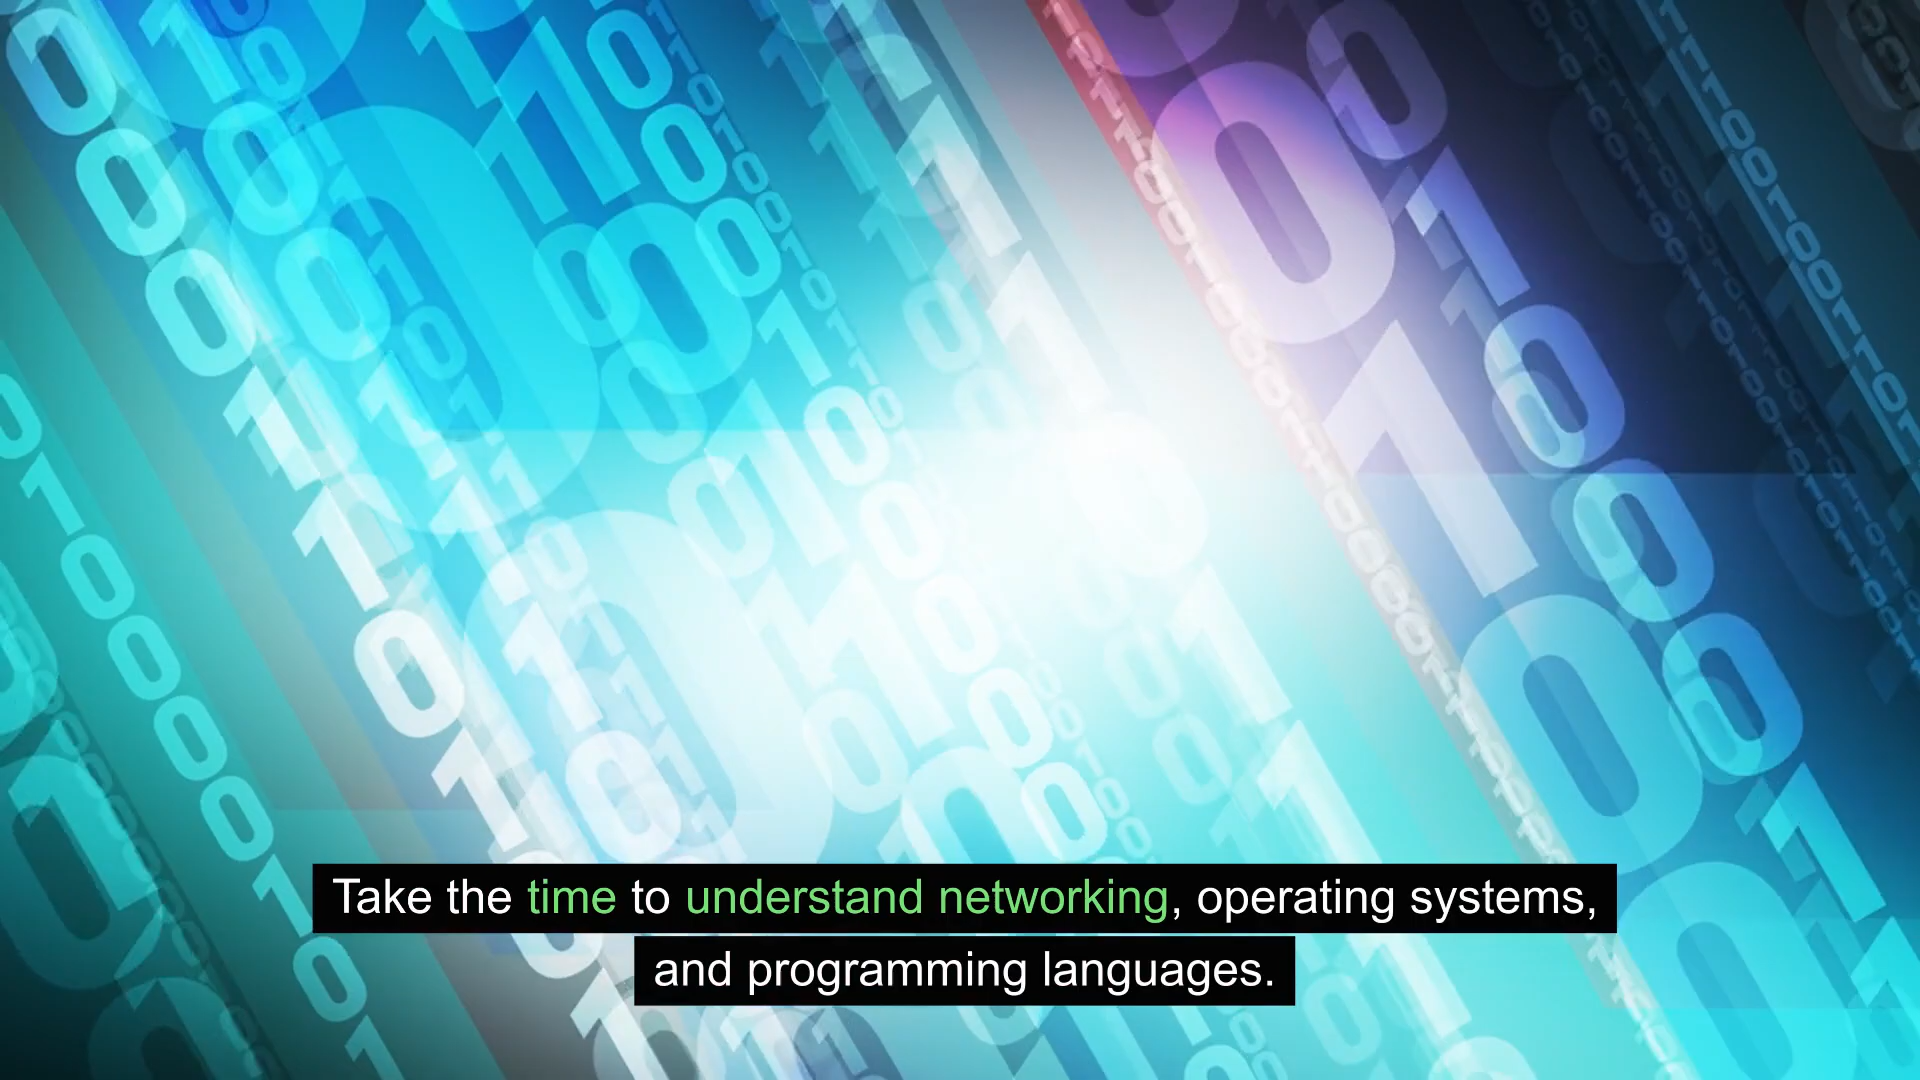 Take the time to understand networking, operating systems,
and programming languages.